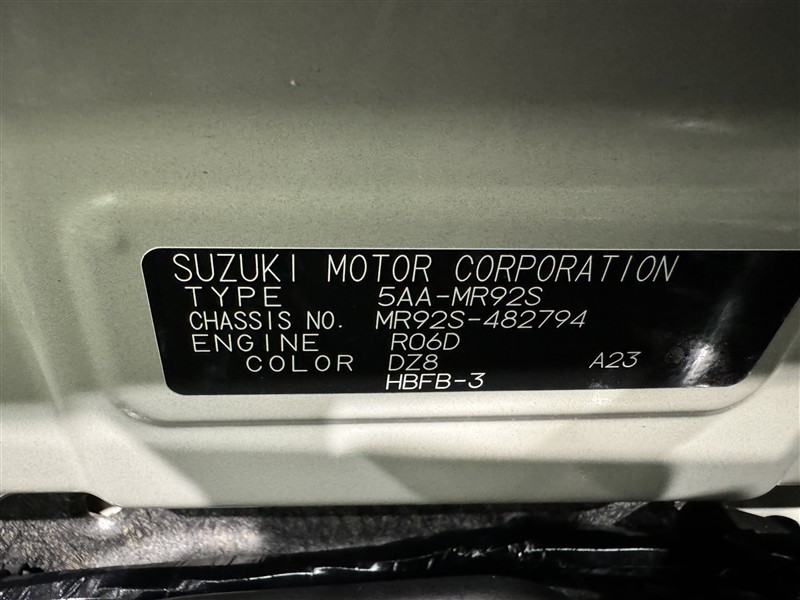 SUZUKI MOTOR CORPORATION
TYPE 5AA-MR92S
CHASSIS NO. MR92S-482794
ENGINE R06D
COLOR DZ8 A23
HBFB-3